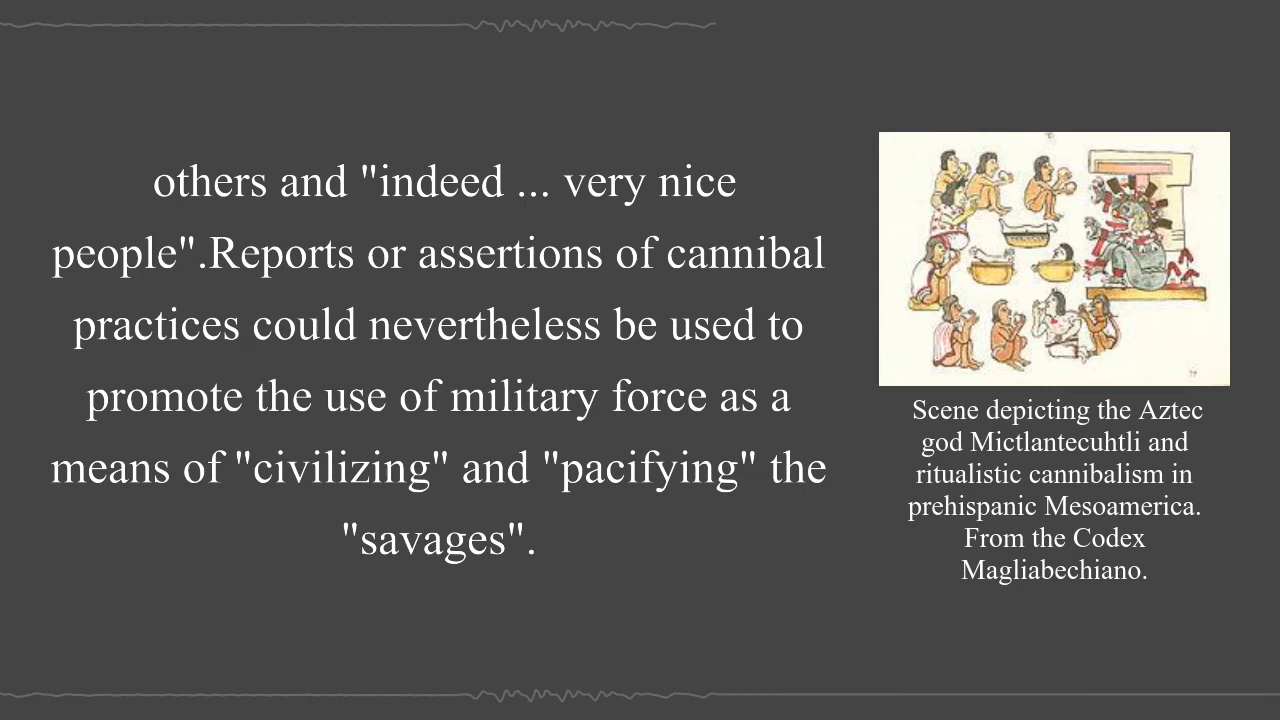 others and "indeed ... very nice
people".Reports or assertions of cannibal
practices could nevertheless be used to
promote the use of military force as a
means of "civilizing" and "pacifying" the
"savages".
Scene depicting the Aztec
god Mictlantecuhtli and
ritualistic cannibalism in
prehispanic Mesoamerica.
From the Codex
Magliabechiano.